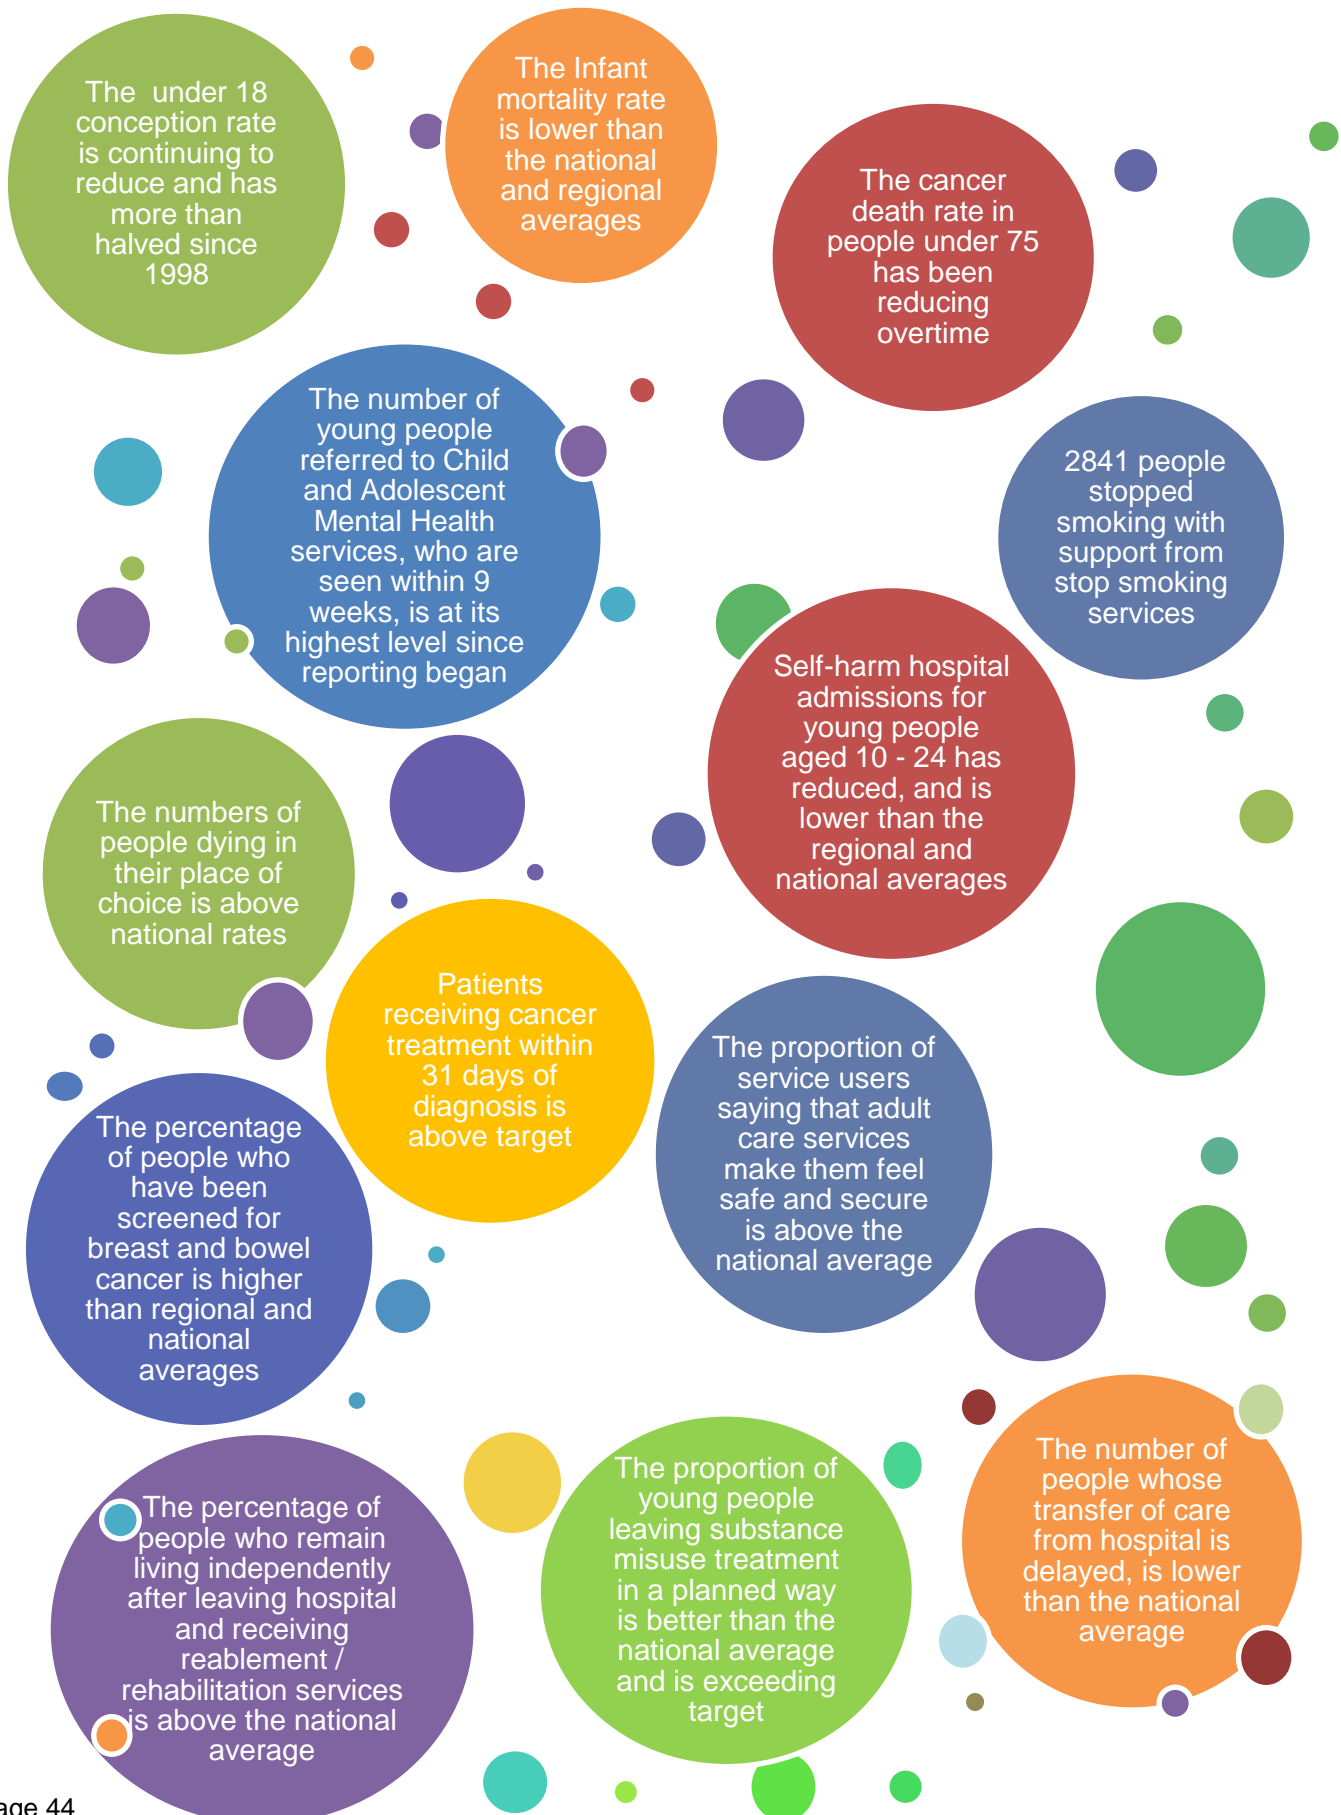 The under 18
conception rate
is continuing to
reduce and has
more than
halved since
1998
The Infant
mortality rate
is lower than
the national
and regional
averages
The cancer
death rate in
people under 75
has been
reducing
overtime
The number of
young people
referred to Child
and Adolescent
Mental Health
services, who are
seen within 9
weeks, is at its
highest level since
reporting began
2841 people
stopped
smoking with
support from
stop smoking
services
Self-harm hospital
admissions for
young people
aged 10 - 24 has
reduced, and is
lower than the
regional and
national averages
The numbers of
people dying in
their place of
choice is above
national rates
Patients
receiving cancer
treatment within
31 days of
diagnosis is
above target
The proportion of
service users
saying that adult
care services
make them feel
safe and secure
is above the
national average
The percentage
of people who
have been
screened for
breast and bowel
cancer is higher
than regional and
national
averages
The percentage of
people who remain
living independently
after leaving hospital
and receiving
reablement /
rehabilitation services
is above the national
average
The proportion of
young people
leaving substance
misuse treatment
in a planned way
is better than the
national average
and is exceeding
target
The number of
people whose
transfer of care
from hospital is
delayed, is lower
than the national
average
age 44